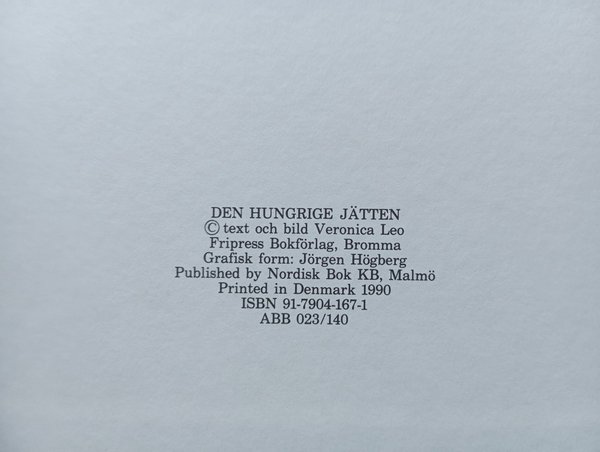 DEN HUNGRIGE JÄTTEN
© text och bild Veronica Leo
Fripress Bokförlag, Bromma
Grafisk form: Jörgen Högberg
Published by Nordisk Bok KB, Malmö
Printed in Denmark 1990
ISBN 91-7904-167-1
ABB 023/140